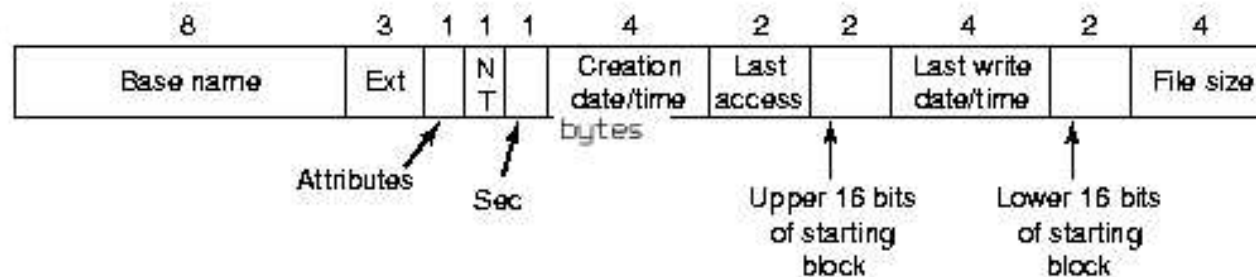 8 3 1 1 1 4 2 2 4 2 4
Base name Ext N T Creation date/time Last access Last write date/time File size
bytes
Attributes
Sec
Upper 16 bits
of starting
block
Lower 16 bits
of starting
block